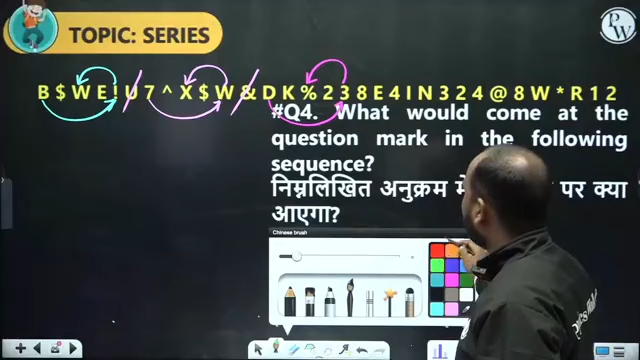 TOPIC: SERIES
B $ W E ! U 7 ^ X $ W & D K % 2 3 8 E 4 I N 3 2 4 @ 8 W * R 1 2
#Q4. What would come at the
question mark in the following
sequence?
निम्नलिखित अनुक्रम में पर क्या
आएगा?
Chinese brush